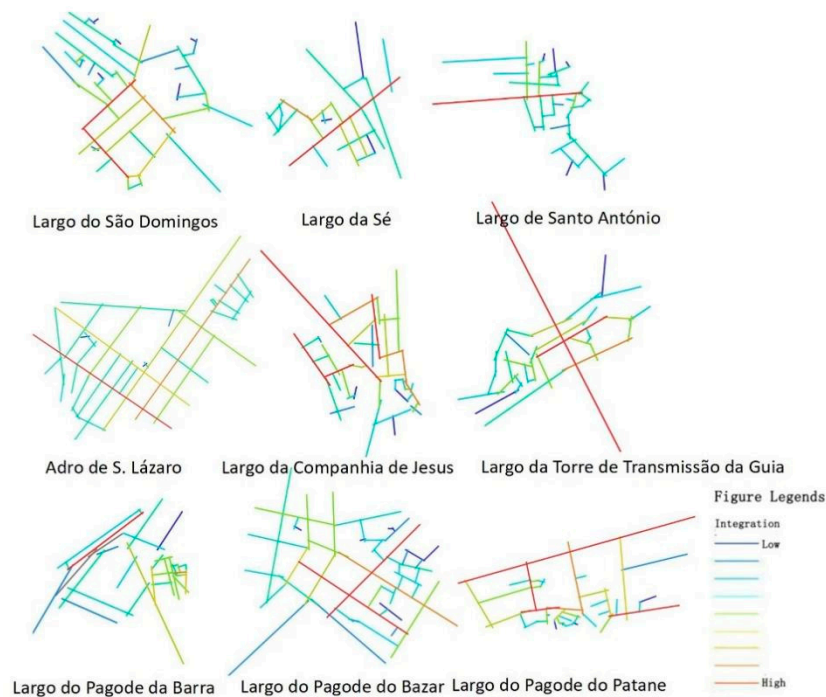 Largo do São Domingos
Largo da Sé
Largo de Santo António
Adro de S. Lázaro
Largo da Companhia de Jesus
Largo da Torre de Transmissão da Guia
Figure Legends
Integration
Low
High
Largo do Pagode da Barra
Largo do Pagode do Bazar
Largo do Pagode do Patane